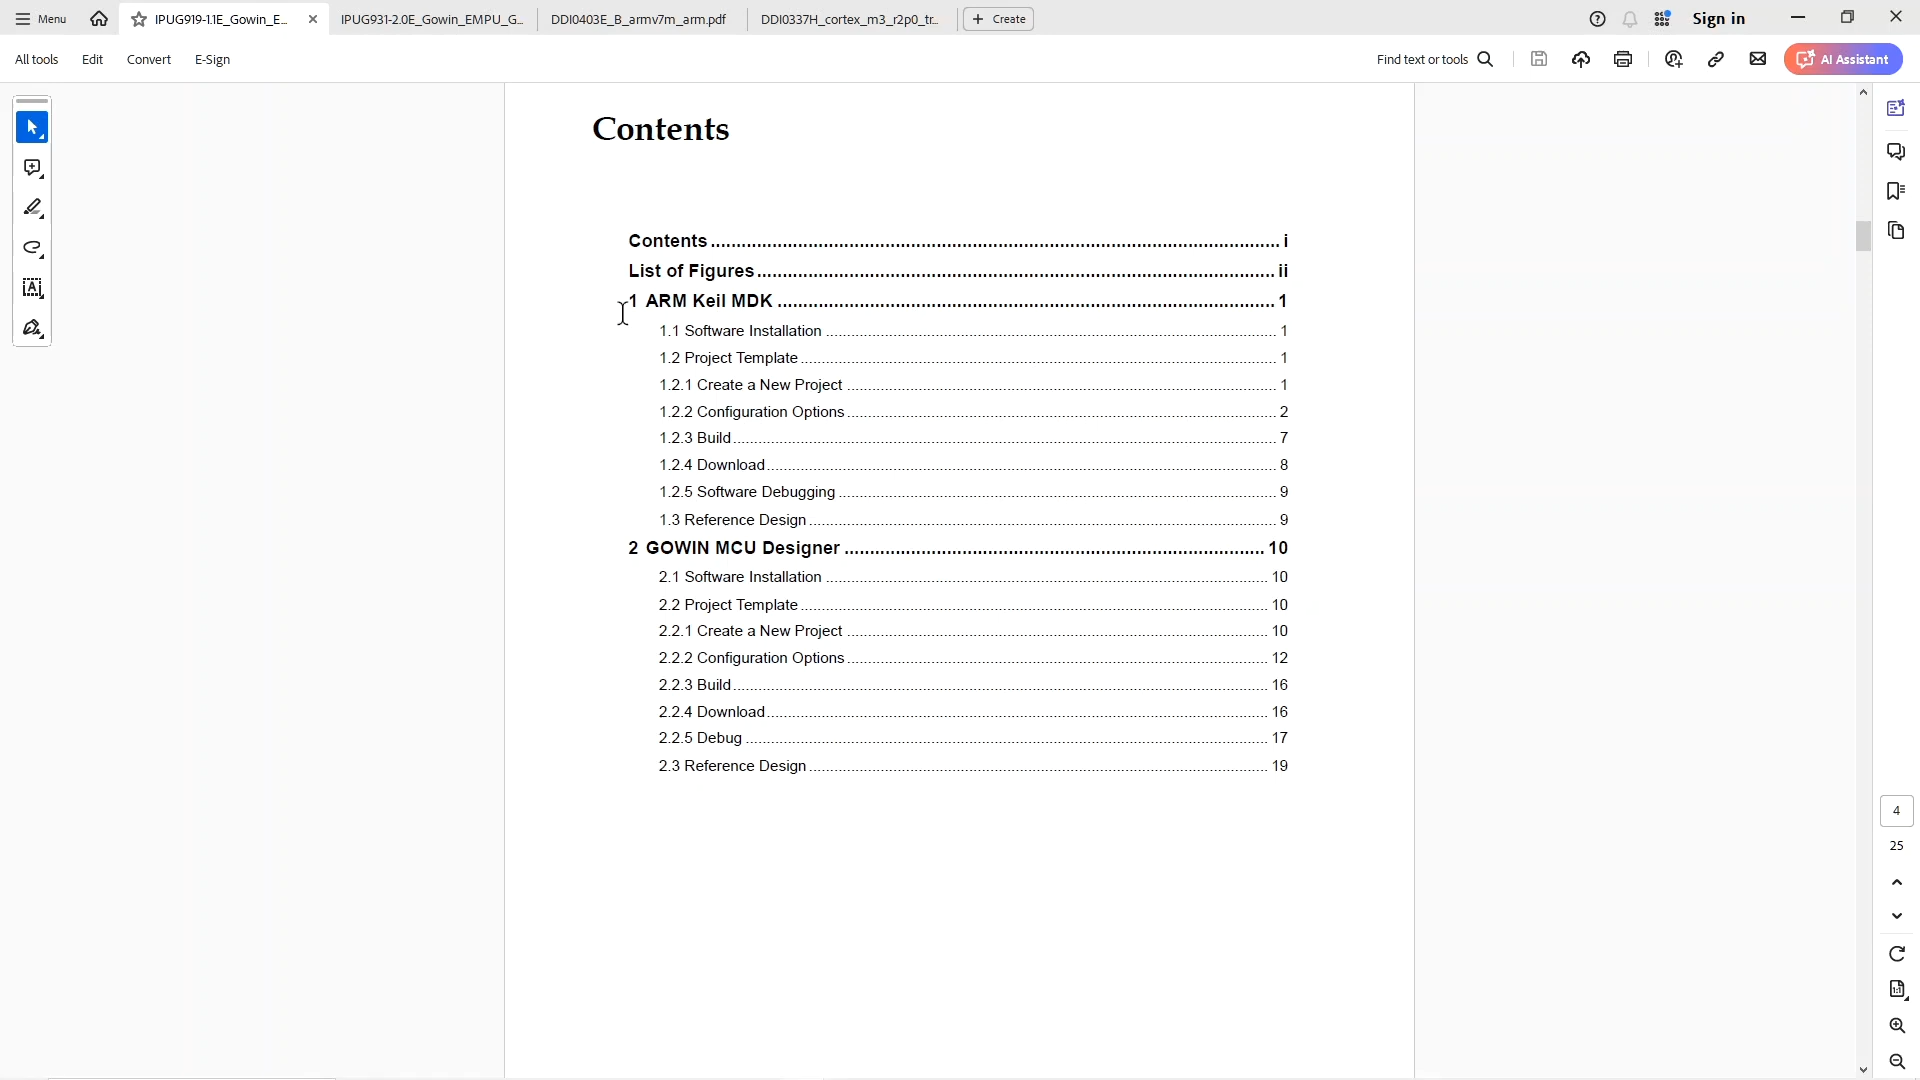 Menu
IPUG919-1.1E_Gowin_E...
IPUG931-2.0E_Gowin_EMPU_G...
DDI0403E_B_armv7m_arm.pdf
DDI0337H_cortex_m3_r2p0_tr...
Create
Sign in
All tools
Edit
Convert
E-Sign
Find text or tools
AI Assistant
Contents
Contents i
List of Figures ii
1 ARM Keil MDK 1
1.1 Software Installation 1
1.2 Project Template 1
1.2.1 Create a New Project 1
1.2.2 Configuration Options 2
1.2.3 Build 7
1.2.4 Download 8
1.2.5 Software Debugging 9
1.3 Reference Design 9
2 GOWIN MCU Designer 10
2.1 Software Installation 10
2.2 Project Template 10
2.2.1 Create a New Project 10
2.2.2 Configuration Options 12
2.2.3 Build 16
2.2.4 Download 16
2.2.5 Debug 17
2.3 Reference Design 19
4
25